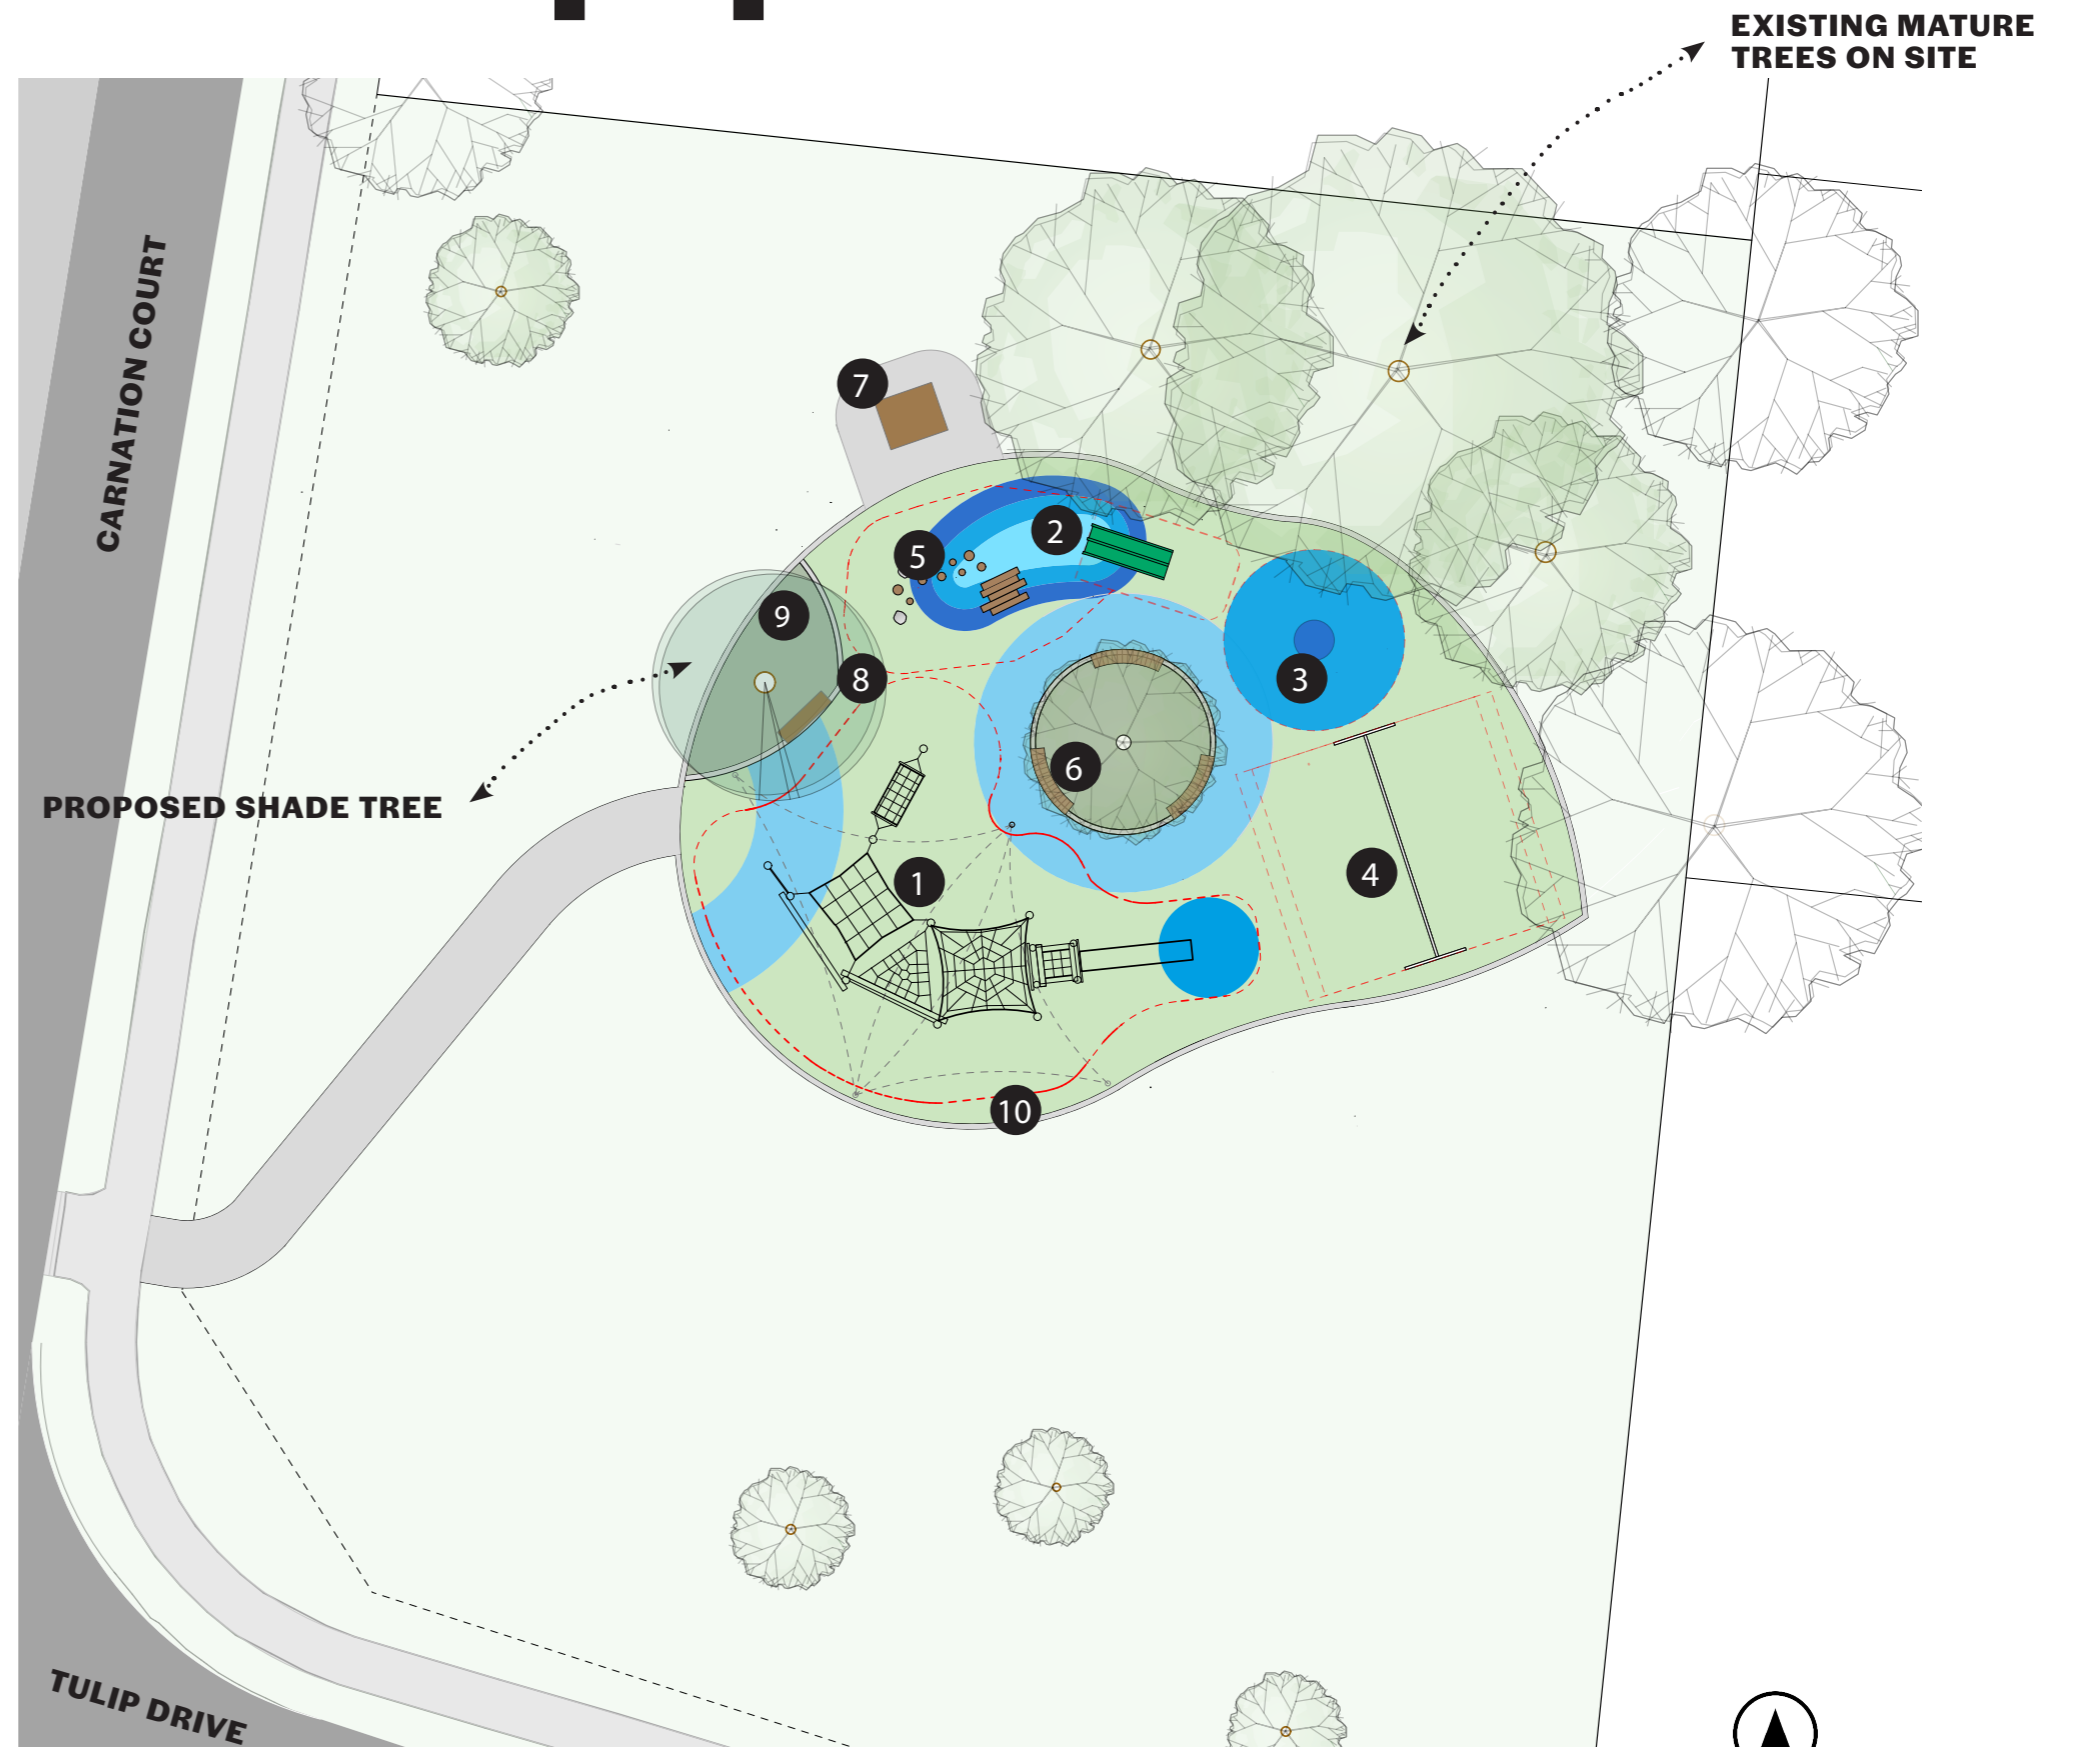 EXISTING MATURE
TREES ON SITE
CARNATION COURT
7
2
5
9
8
3
6
PROPOSED SHADE TREE
1
4
10
TULIP DRIVE